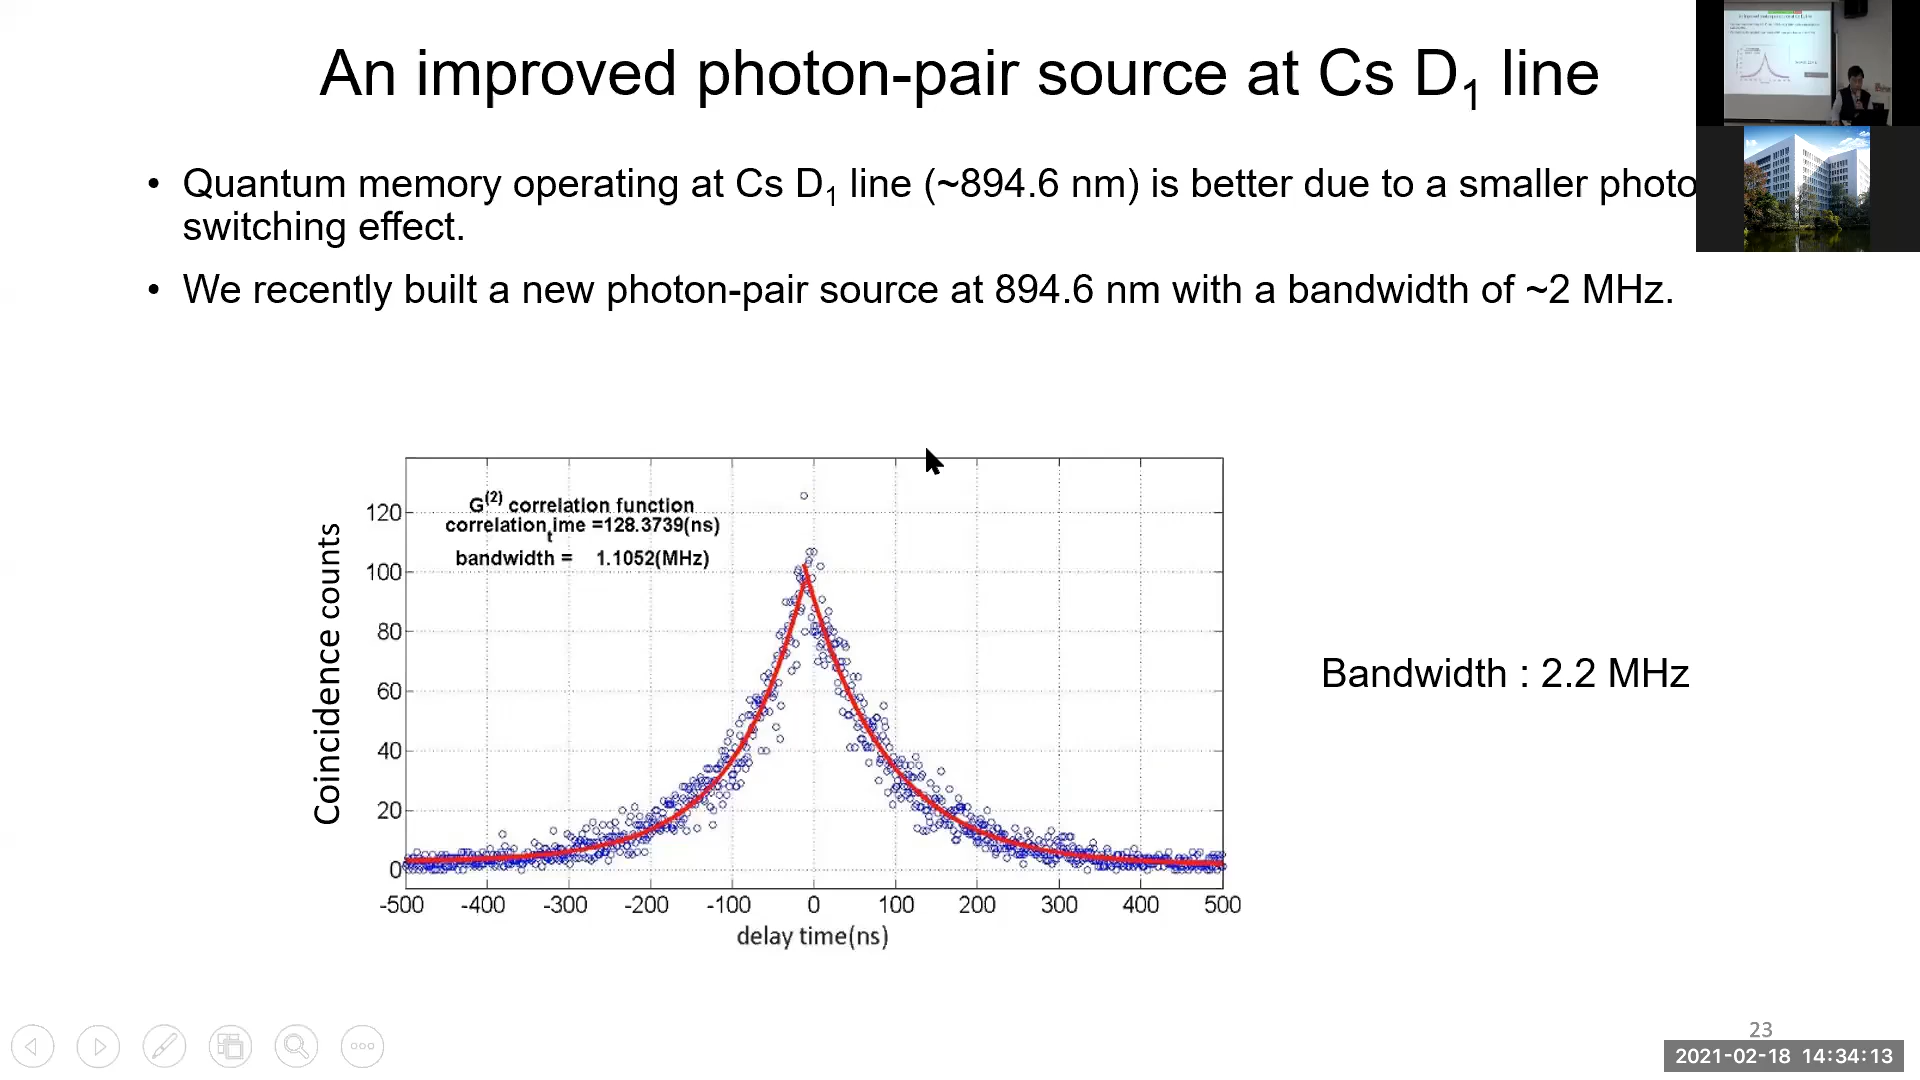 An improved photon-pair source at Cs D₁ line
• Quantum memory operating at Cs D₁ line (~894.6 nm) is better due to a smaller photo
switching effect.
• We recently built a new photon-pair source at 894.6 nm with a bandwidth of ~2 MHz.
G⁽²⁾ correlation function
correlationₜime =128.3739(ns)
bandwidth = 1.1052(MHz)
Coincidence counts
120
100
80
60
40
20
0
-500 -400 -300 -200 -100 0 100 200 300 400 500
delay time(ns)
Bandwidth : 2.2 MHz
23
2021-02-18 14:34:13